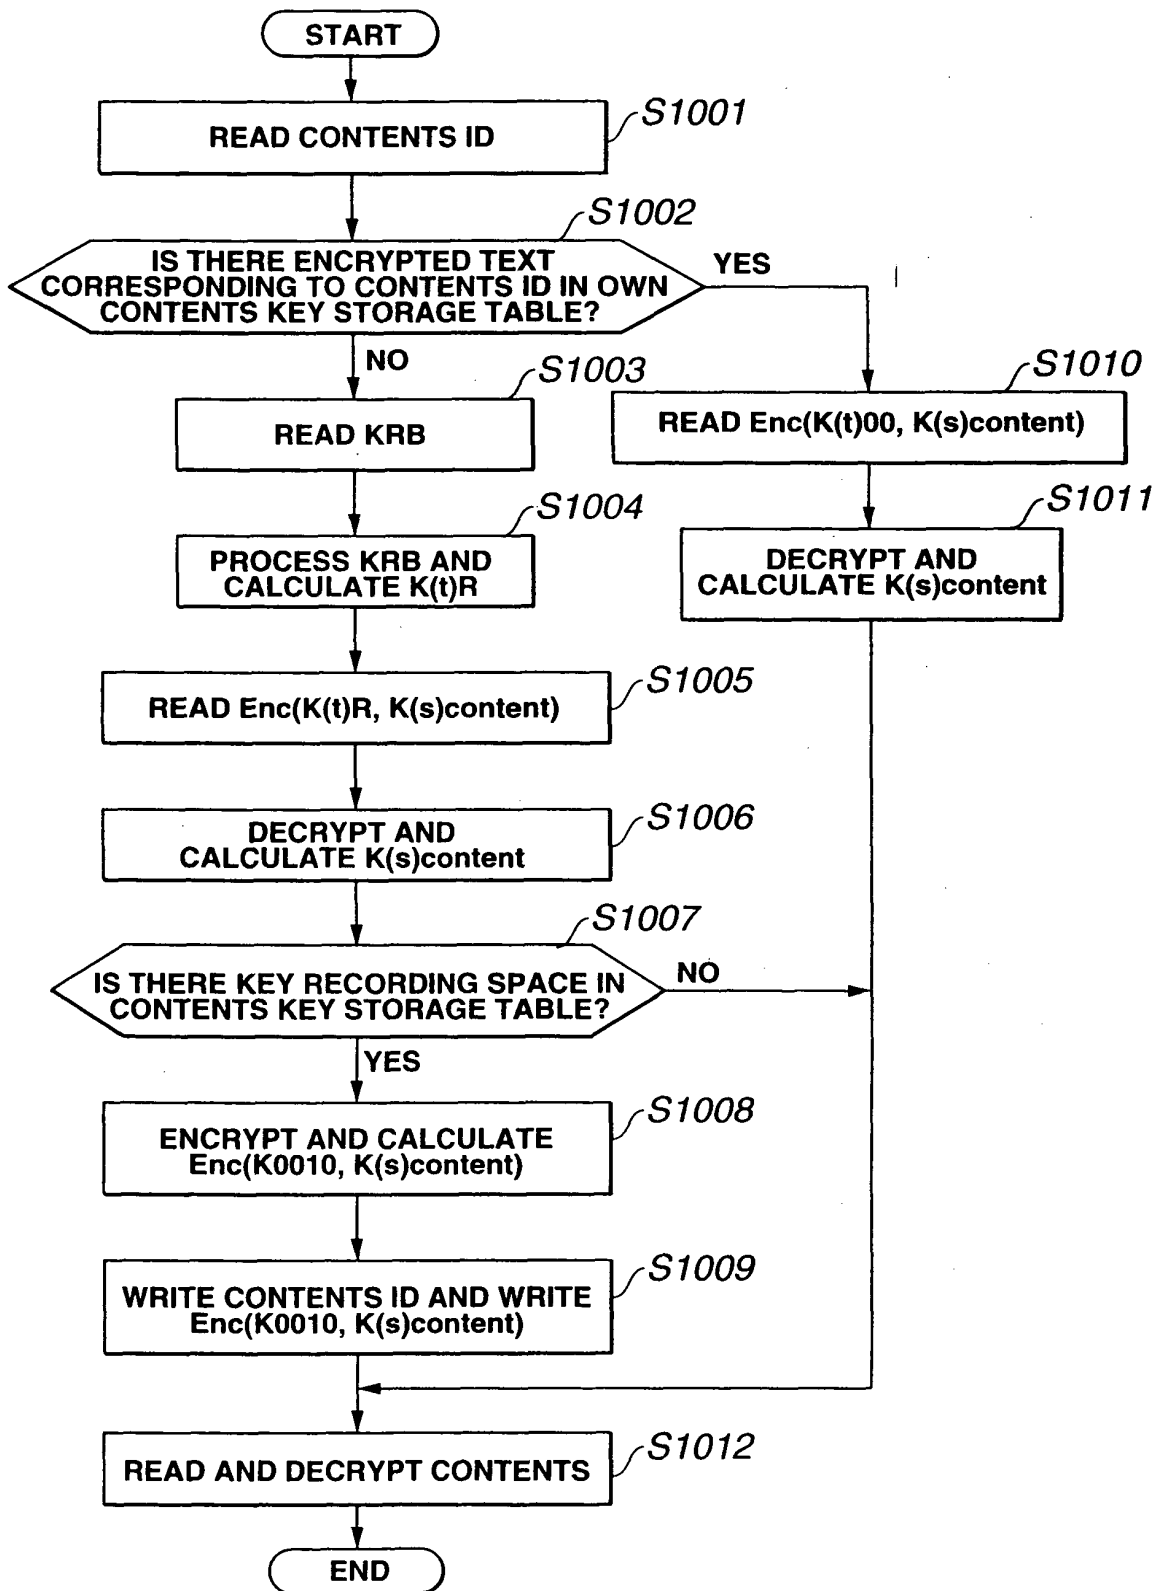 START
READ CONTENTS ID
S1001
S1002
IS THERE ENCRYPTED TEXT
CORRESPONDING TO CONTENTS ID IN OWN
CONTENTS KEY STORAGE TABLE?
YES
NO
S1003
READ KRB
S1010
READ Enc(K(t)00, K(s)content)
S1004
PROCESS KRB AND
CALCULATE K(t)R
S1011
DECRYPT AND
CALCULATE K(s)content
S1005
READ Enc(K(t)R, K(s)content)
S1006
DECRYPT AND
CALCULATE K(s)content
S1007
IS THERE KEY RECORDING SPACE IN
CONTENTS KEY STORAGE TABLE?
NO
YES
S1008
ENCRYPT AND CALCULATE
Enc(K0010, K(s)content)
S1009
WRITE CONTENTS ID AND WRITE
Enc(K0010, K(s)content)
S1012
READ AND DECRYPT CONTENTS
END